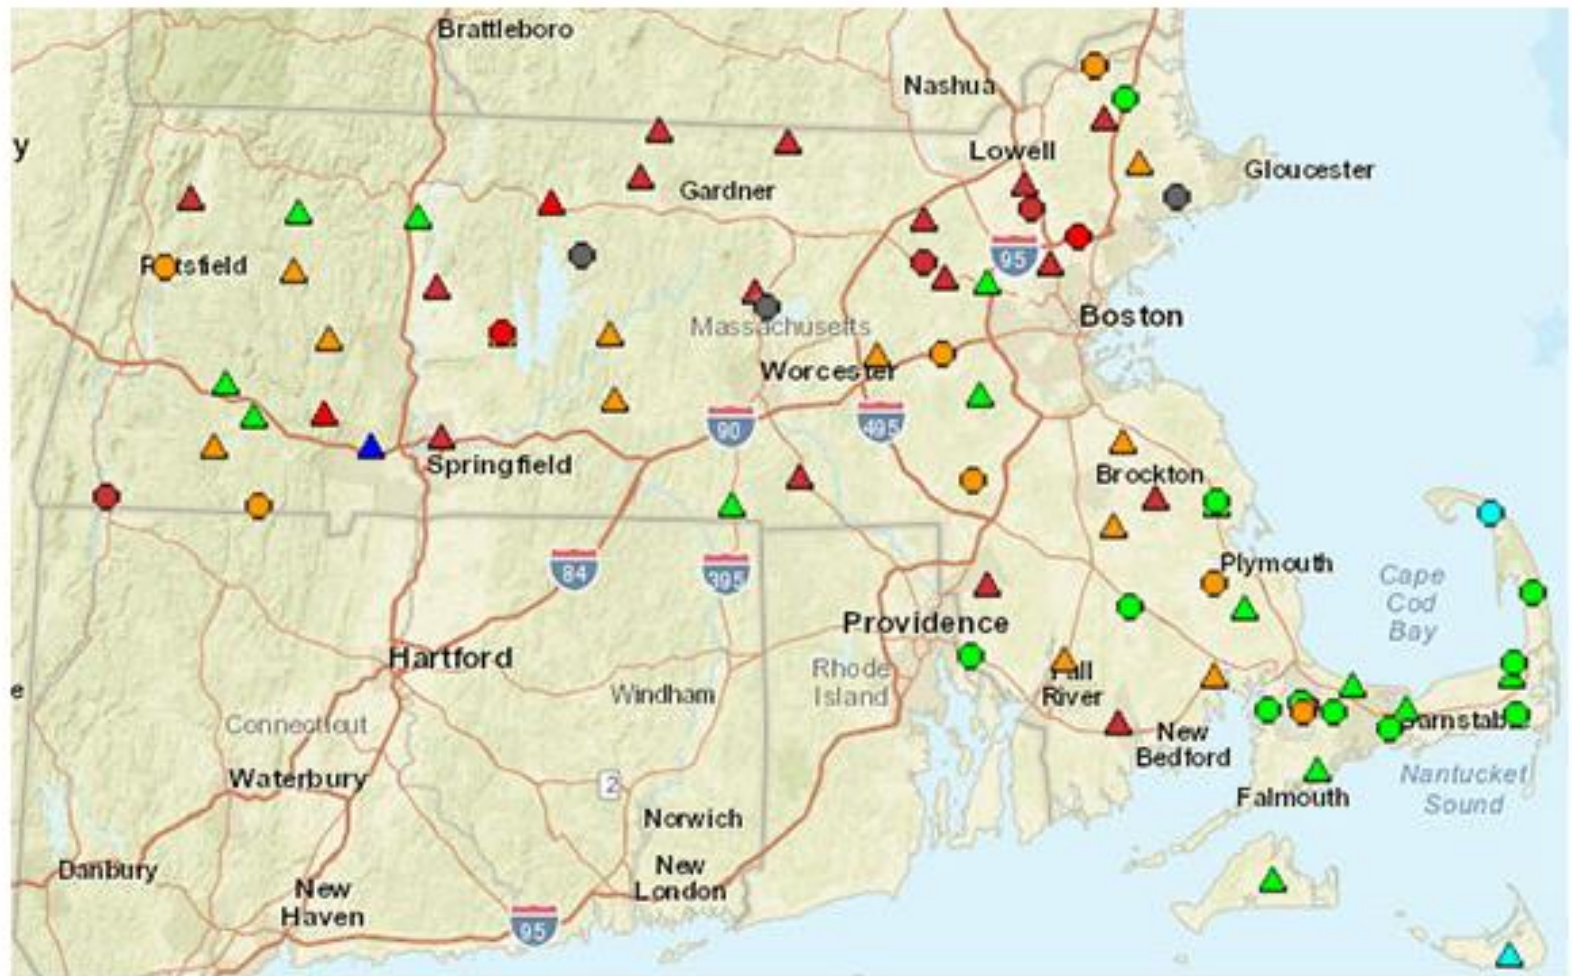 Brattleboro
Nashua
y
Lowell
Gloucester
Gardner
95
Boston
Massachusetts
Worcester
90
495
Springfield
Brockton
84
395
Plymouth
Cape
Cod
Bay
Providence
Hartford
Rhode
Island
Windham
e
Fall
River
Connecticut
New
Bedford
Waterbury
2
Nantucket
Sound
Falmouth
Norwich
Danbury
New
London
New
Haven
95